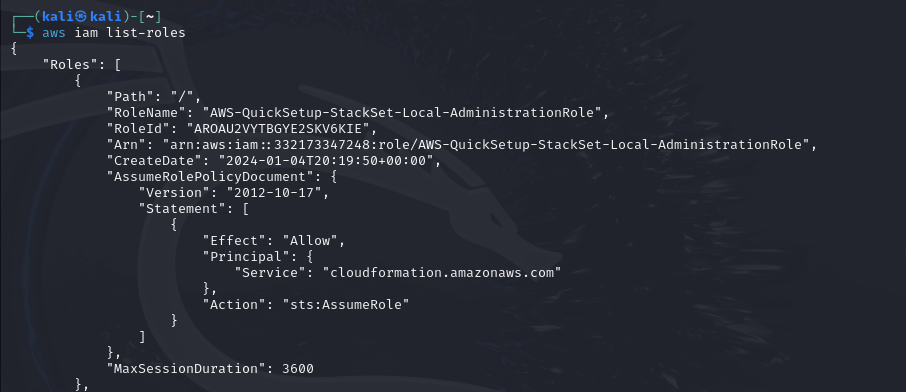 ┌──(kali㉿kali)-[~]
└─$ aws iam list-roles
{
    "Roles": [
        {
            "Path": "/",
            "RoleName": "AWS-QuickSetup-StackSet-Local-AdministrationRole",
            "RoleId": "AROAU2VYTBGYE2SKV6KIE",
            "Arn": "arn:aws:iam::332173347248:role/AWS-QuickSetup-StackSet-Local-AdministrationRole",
            "CreateDate": "2024-01-04T20:19:50+00:00",
            "AssumeRolePolicyDocument": {
                "Version": "2012-10-17",
                "Statement": [
                    {
                        "Effect": "Allow",
                        "Principal": {
                            "Service": "cloudformation.amazonaws.com"
                        },
                        "Action": "sts:AssumeRole"
                    }
                ]
            },
            "MaxSessionDuration": 3600
        },